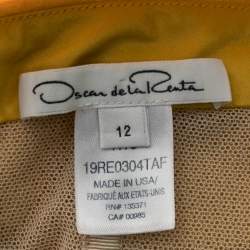 Oscar de la Renta
12
19RE0304TAF
MADE IN USA/
FABRIQUÉ AUX ETATS-UNIS
RN# 135371
CA# 00985